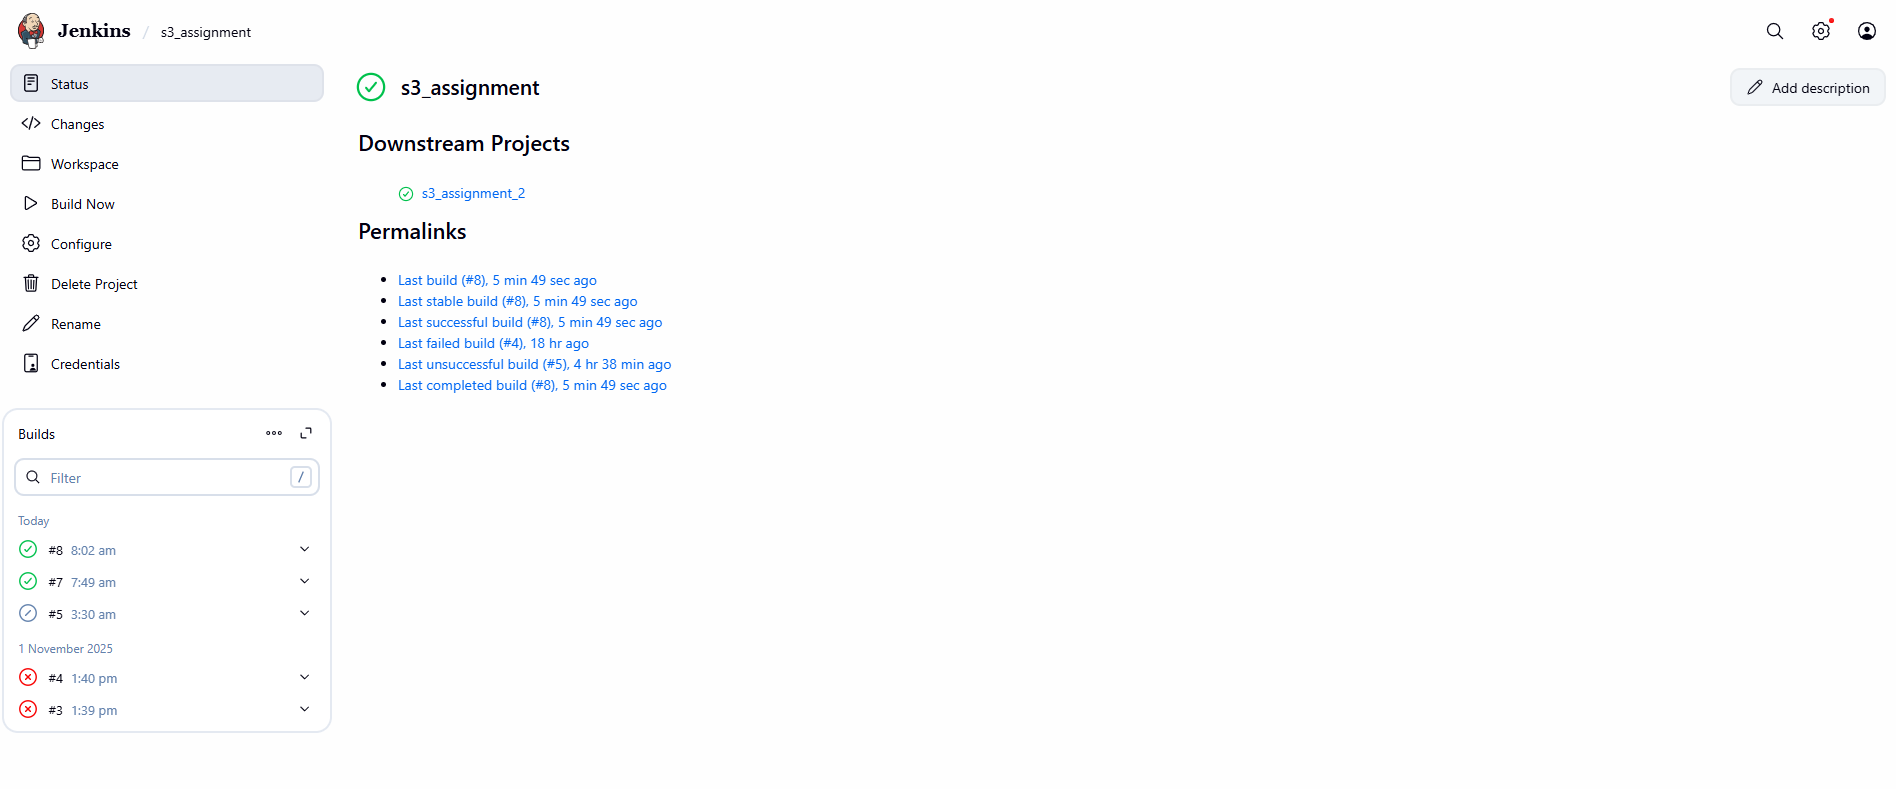 Jenkins / s3_assignment
Status
Changes
Workspace
Build Now
Configure
Delete Project
Rename
Credentials
Builds
Filter /
Today
#8 8:02 am
#7 7:49 am
#5 3:30 am
1 November 2025
#4 1:40 pm
#3 1:39 pm
s3_assignment
Add description
Downstream Projects
s3_assignment_2
Permalinks
Last build (#8), 5 min 49 sec ago
Last stable build (#8), 5 min 49 sec ago
Last successful build (#8), 5 min 49 sec ago
Last failed build (#4), 18 hr ago
Last unsuccessful build (#5), 4 hr 38 min ago
Last completed build (#8), 5 min 49 sec ago